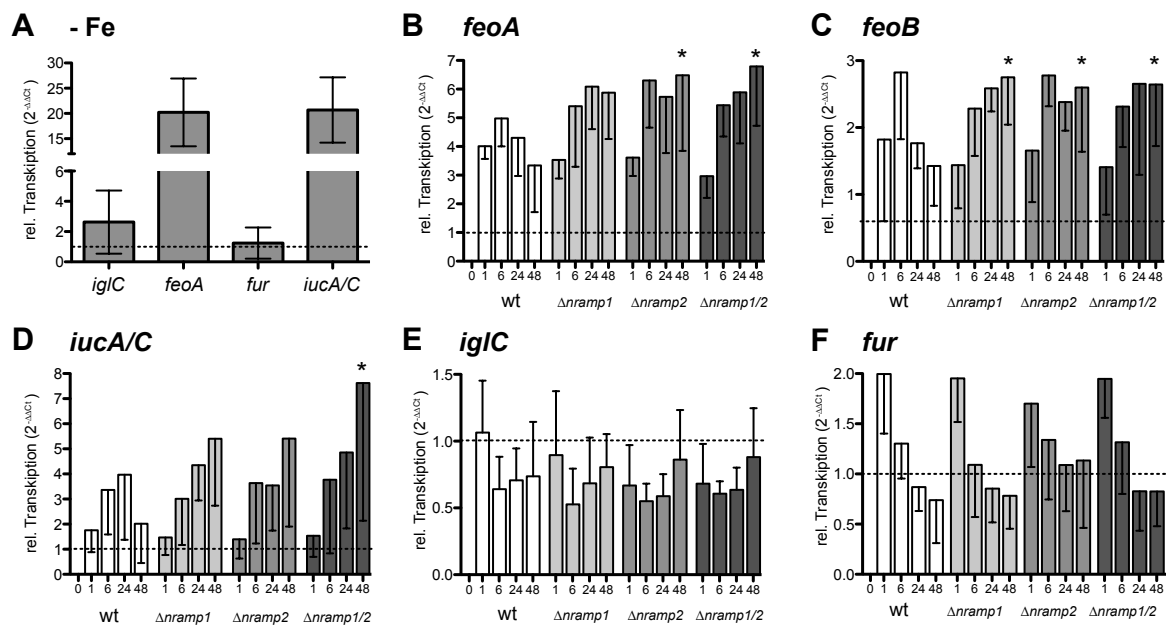 A - Fe
rel. Transkiption (2-ΔΔCt)
30
25
20
15
10
6
4
2
0
iglC feoA fur iucA/C
B feoA
rel. Transkiption (2-ΔΔCt)
7
6
5
4
3
2
1
0
* *
0 1 6 24 48 1 6 24 48 1 6 24 48 1 6 24 48
wt Δnramp1 Δnramp2 Δnramp1/2
C feoB
rel. Transkiption (2-ΔΔCt)
3
2
1
0
* * *
0 1 6 24 48 1 6 24 48 1 6 24 48 1 6 24 48
wt Δnramp1 Δnramp2 Δnramp1/2
D iucA/C
rel. Transkiption (2-ΔΔCt)
8
7
6
5
4
3
2
1
0
*
0 1 6 24 48 1 6 24 48 1 6 24 48 1 6 24 48
wt Δnramp1 Δnramp2 Δnramp1/2
E iglC
rel. Transkiption (2-ΔΔCt)
1.5
1.0
0.5
0.0
0 1 6 24 48 1 6 24 48 1 6 24 48 1 6 24 48
wt Δnramp1 Δnramp2 Δnramp1/2
F fur
rel. Transkiption (2-ΔΔCt)
2.0
1.5
1.0
0.5
0.0
0 1 6 24 48 1 6 24 48 1 6 24 48 1 6 24 48
wt Δnramp1 Δnramp2 Δnramp1/2